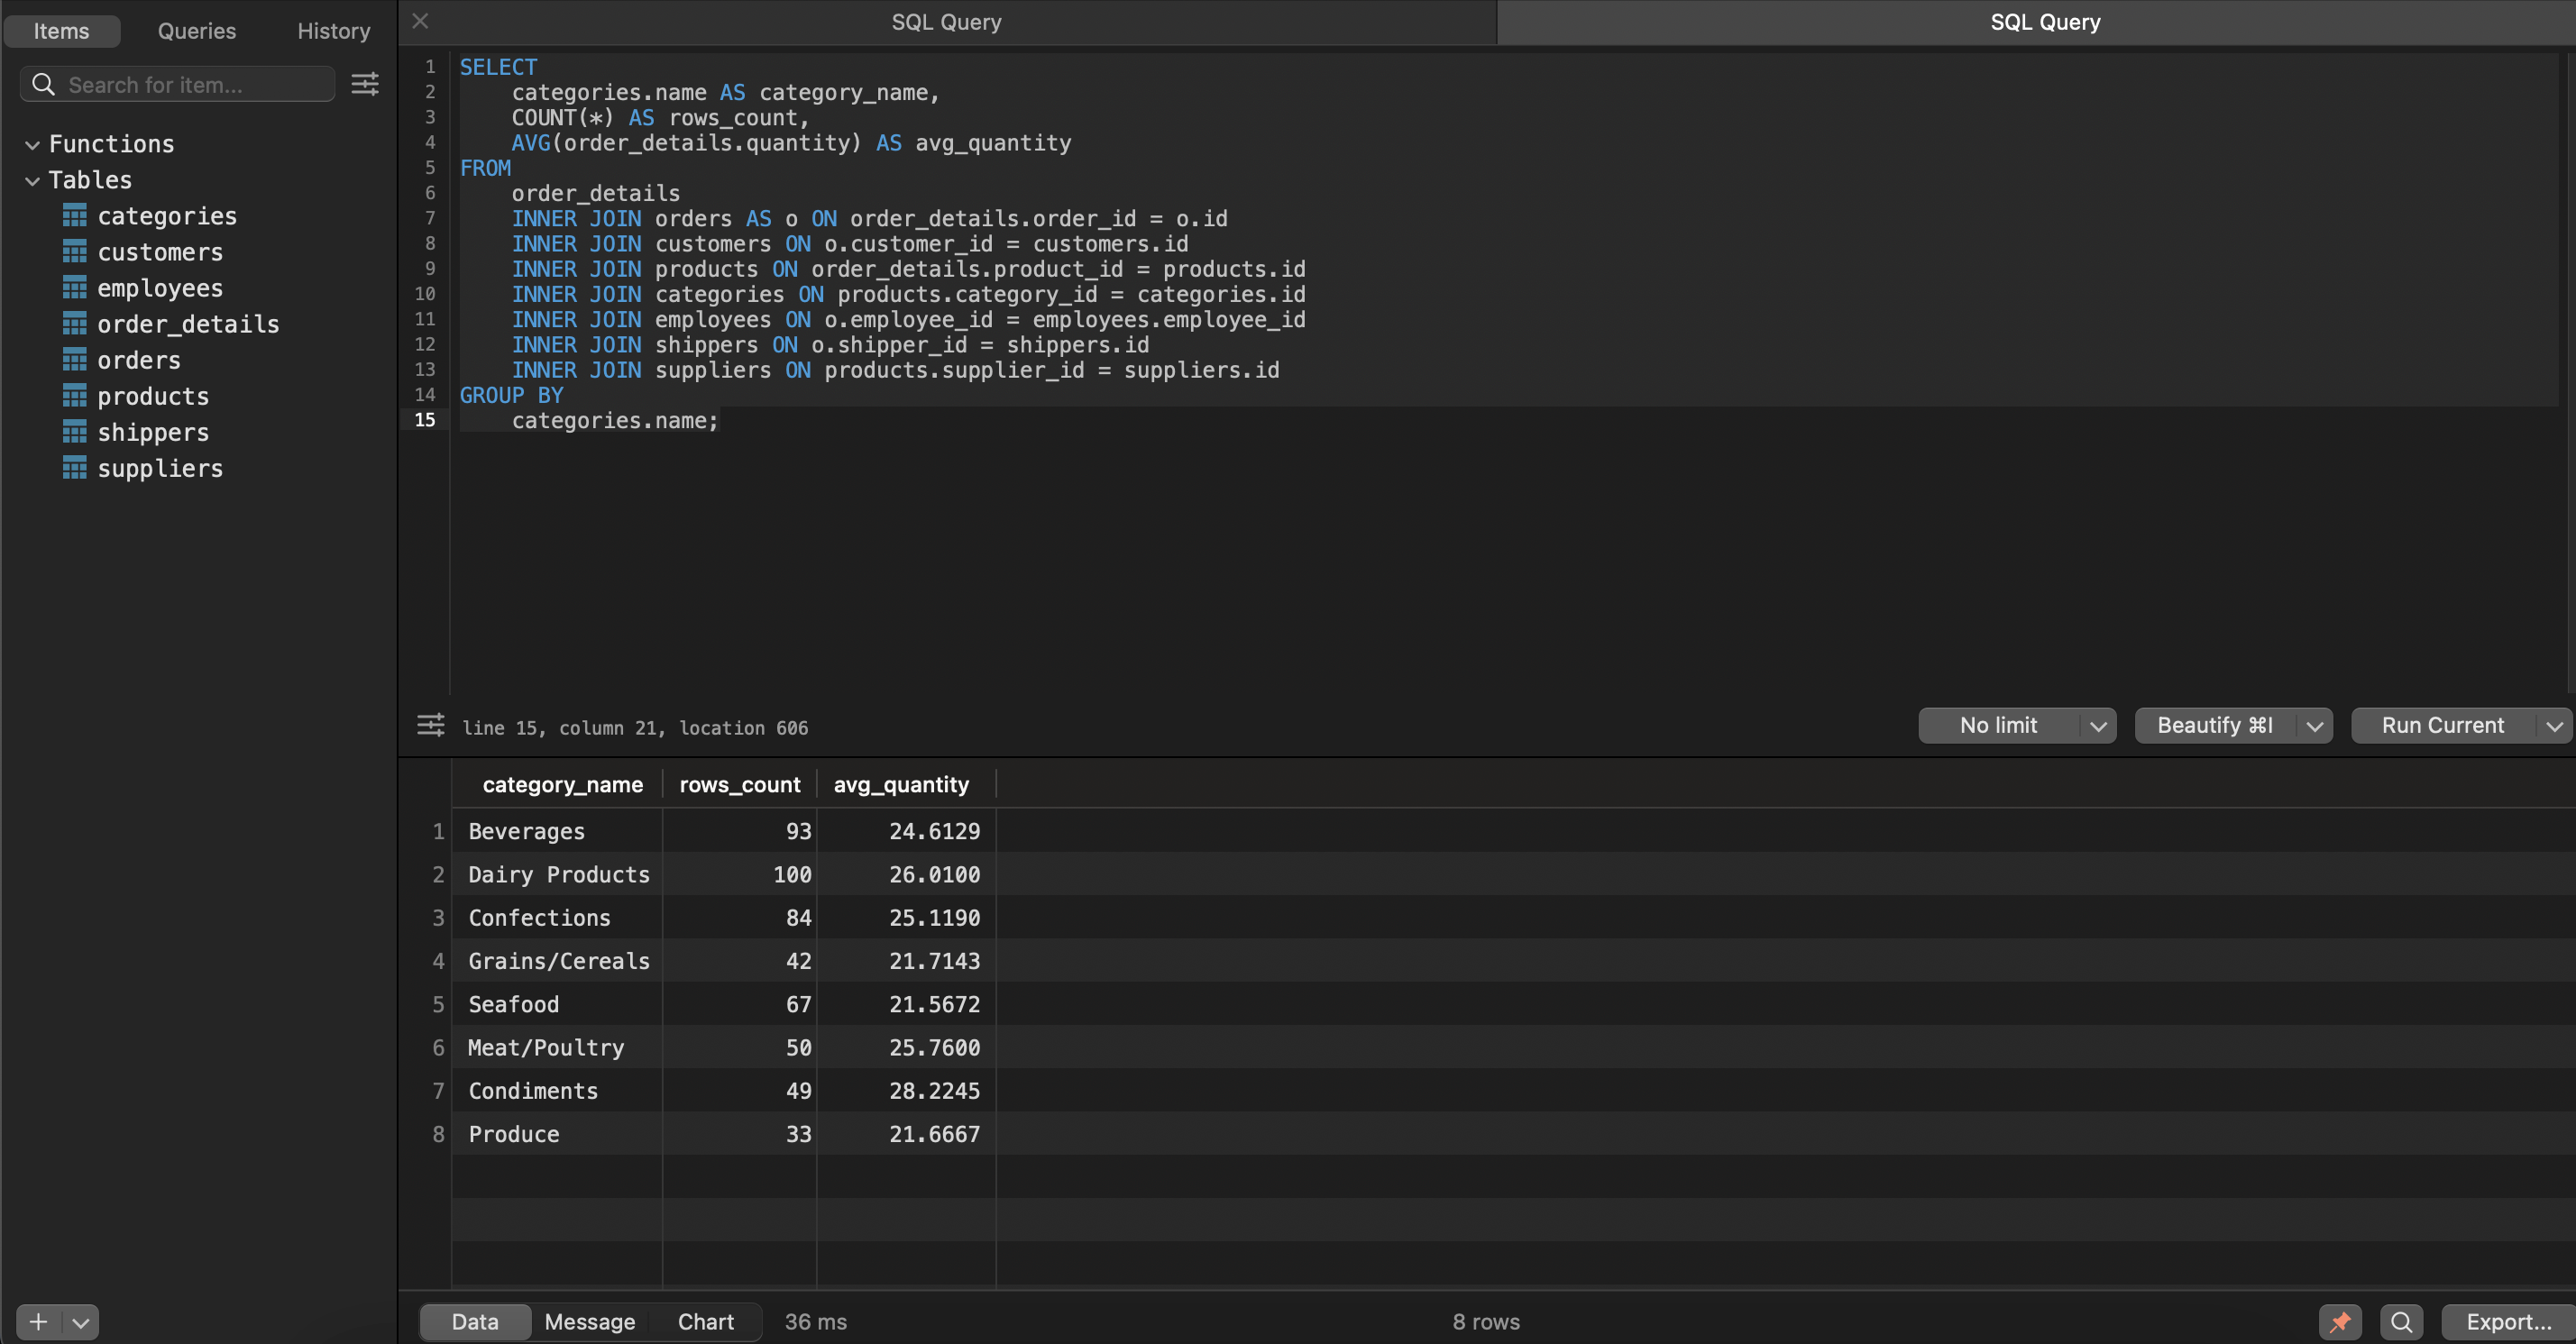 Items Queries History
Search for item...
Functions
Tables
categories
customers
employees
order_details
orders
products
shippers
suppliers
SQL Query SQL Query
1 SELECT
2 categories.name AS category_name,
3 COUNT(*) AS rows_count,
4 AVG(order_details.quantity) AS avg_quantity
5 FROM
6 order_details
7 INNER JOIN orders AS o ON order_details.order_id = o.id
8 INNER JOIN customers ON o.customer_id = customers.id
9 INNER JOIN products ON order_details.product_id = products.id
10 INNER JOIN categories ON products.category_id = categories.id
11 INNER JOIN employees ON o.employee_id = employees.employee_id
12 INNER JOIN shippers ON o.shipper_id = shippers.id
13 INNER JOIN suppliers ON products.supplier_id = suppliers.id
14 GROUP BY
15 categories.name;
line 15, column 21, location 606 No limit Beautify ⌘I Run Current
category_name rows_count avg_quantity
1 Beverages 93 24.6129
2 Dairy Products 100 26.0100
3 Confections 84 25.1190
4 Grains/Cereals 42 21.7143
5 Seafood 67 21.5672
6 Meat/Poultry 50 25.7600
7 Condiments 49 28.2245
8 Produce 33 21.6667
Data Message Chart 36 ms 8 rows Export...